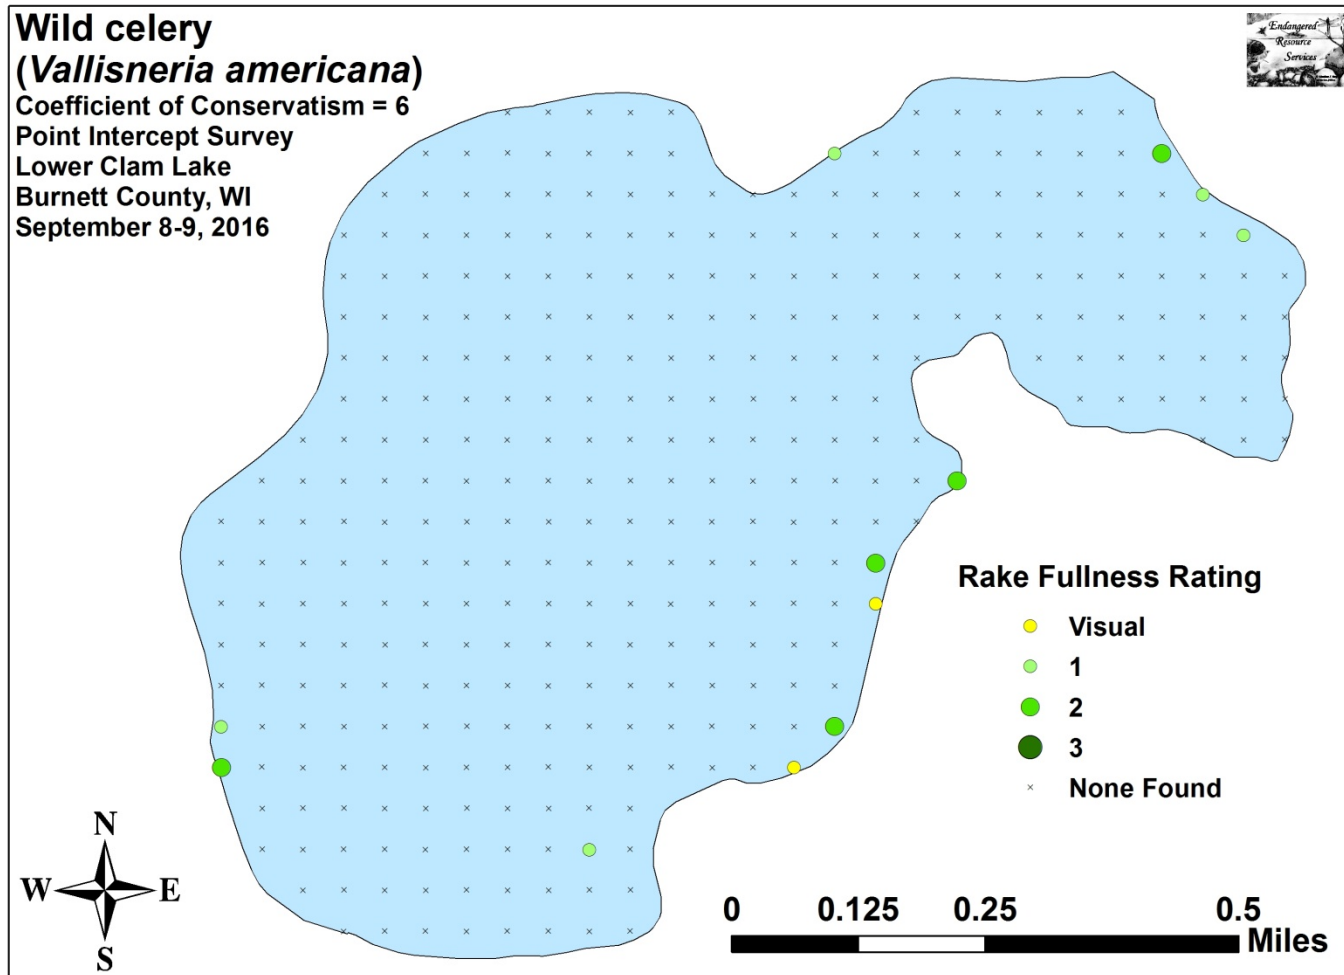 Wild celery
(Vallisneria americana)
Coefficient of Conservatism = 6
Point Intercept Survey
Lower Clam Lake
Burnett County, WI
September 8-9, 2016
Endangered
Resource
Services
Rake Fullness Rating
Visual
1
2
3
None Found
N
W E
S
0 0.125 0.25 0.5
Miles